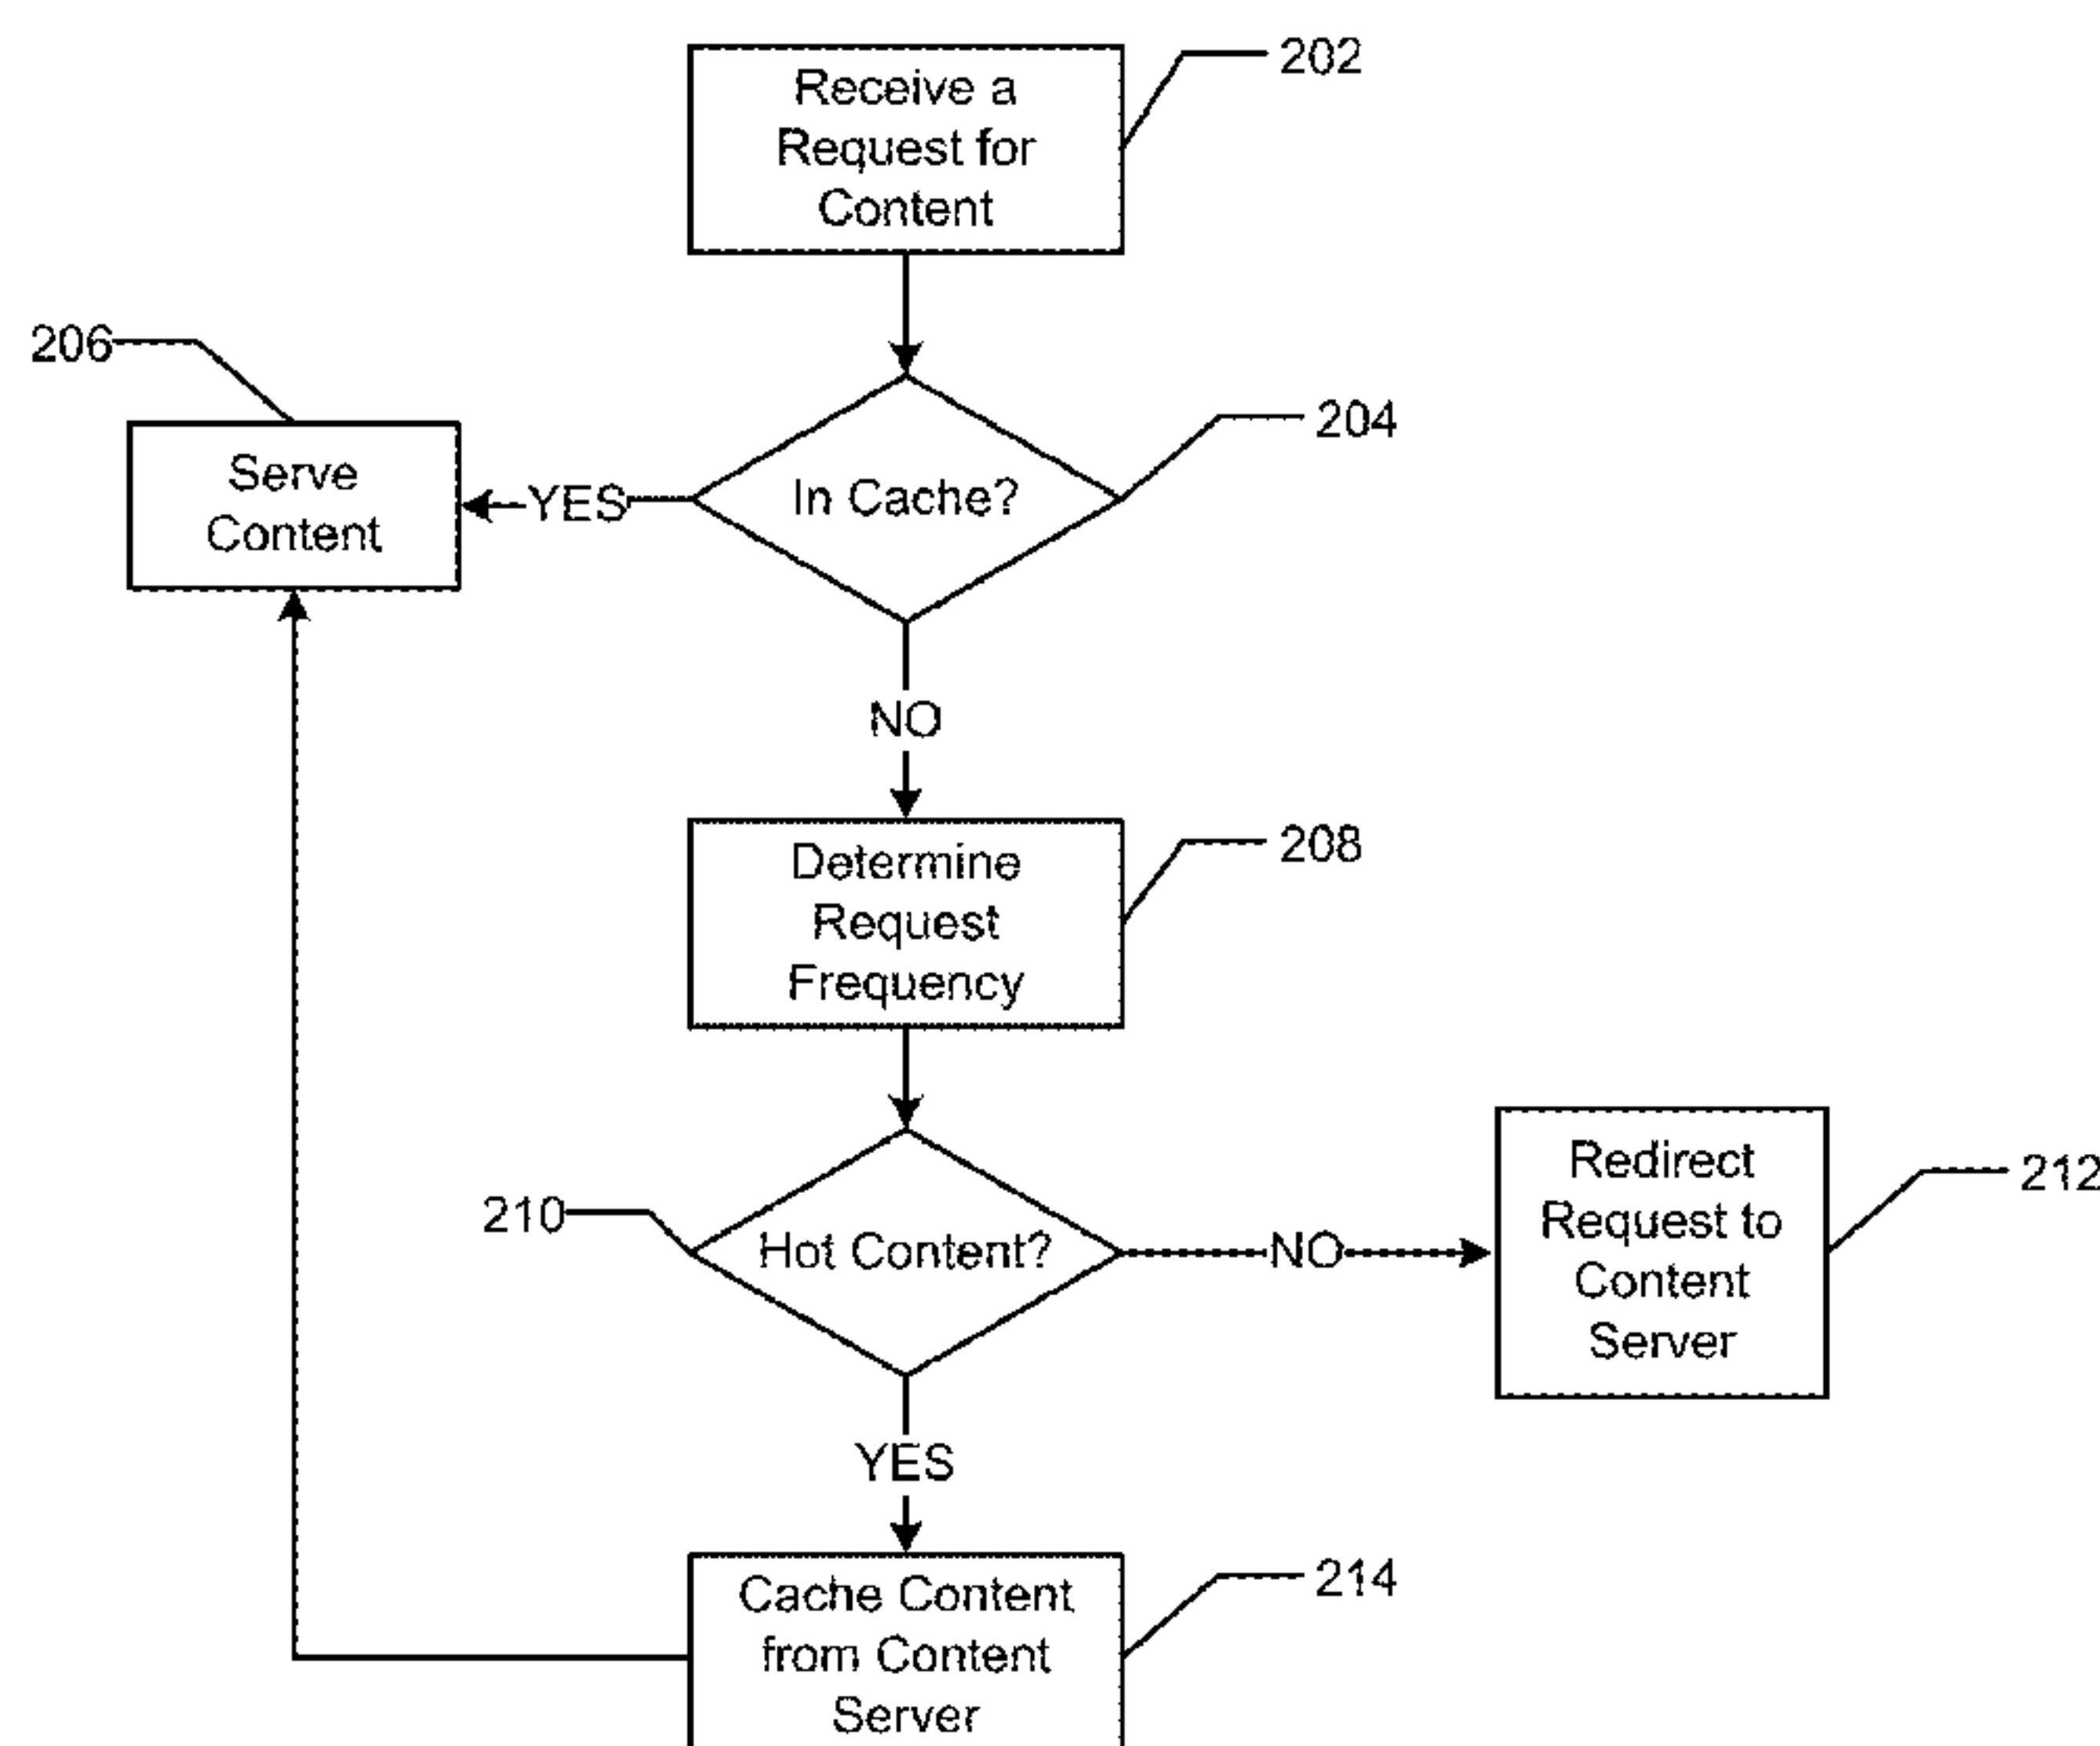 Receive a
Request for
Content
202
206
204
Serve
Content
YES
In Cache?
NO
Determine
Request
Frequency
208
210
Hot Content?
NO
Redirect
Request to
Content
Server
212
YES
Cache Content
from Content
Server
214